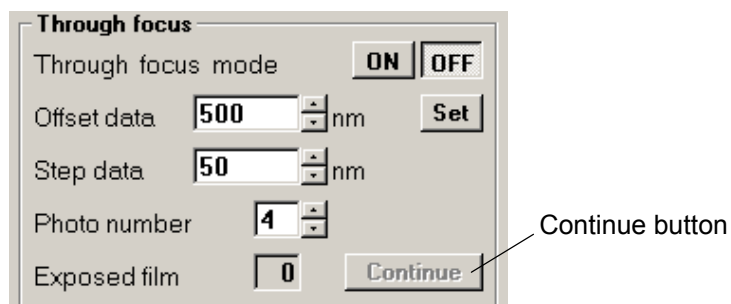 Through focus
Through focus mode ON OFF
Offset data 500 nm Set
Step data 50 nm
Photo number 4
Continue button
Exposed film 0 Continue